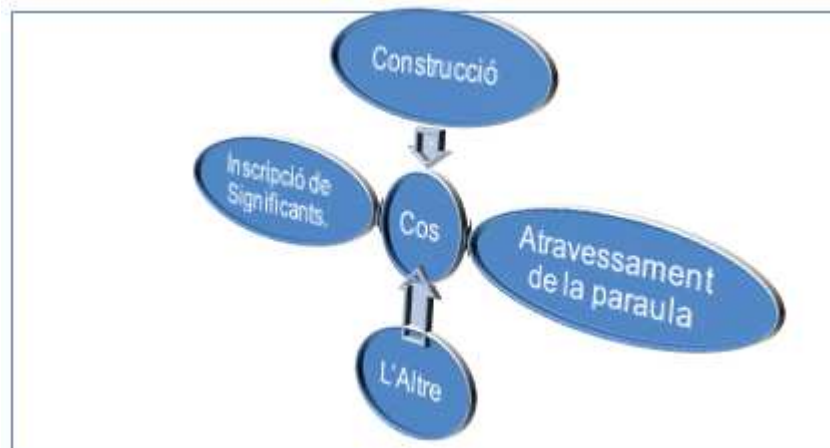 Construcció
Inscripció de
Significants.
Cos
Atravessament
de la paraula
L'Altre